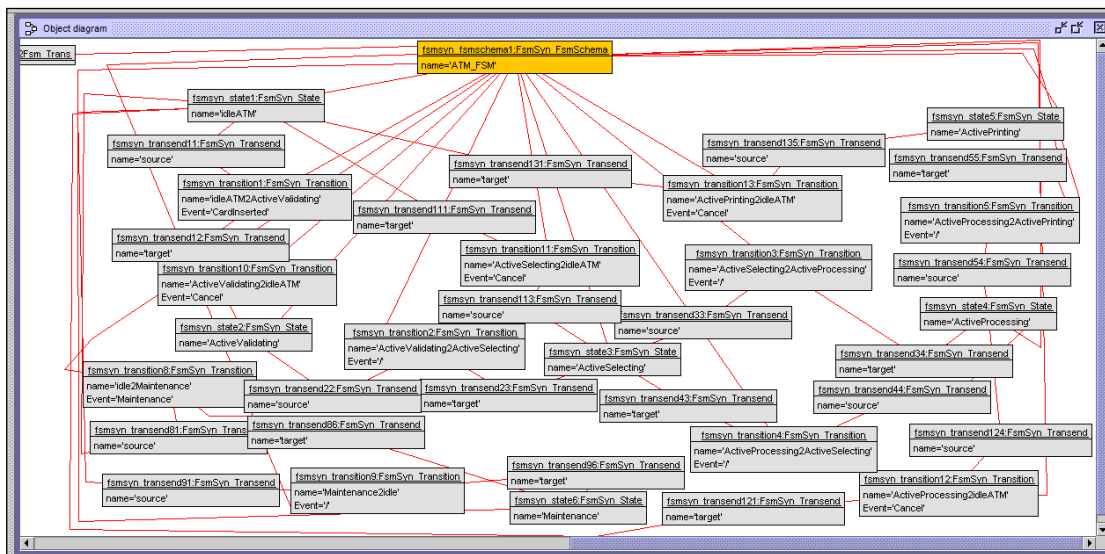 Object diagram
2Fsm_Trans
fsmsyn_fsmschema1:FsmSyn_FsmSchema
name='ATM_FSM'
fsmsyn_state1:FsmSyn_State
name='idleATM'
fsmsyn_state5:FsmSyn_State
name='ActivePrinting'
fsmsyn_transend11:FsmSyn_Transend
name='source'
fsmsyn_transend135:FsmSyn_Transend
name='source'
fsmsyn_transend131:FsmSyn_Transend
name='target'
fsmsyn_transend55:FsmSyn_Transend
name='target'
fsmsyn_transition1:FsmSyn_Transition
name='idleATM2ActiveValidating'
Event='CardInserted'
fsmsyn_transition13:FsmSyn_Transition
name='ActivePrinting2idleATM'
Event='Cancel'
fsmsyn_transend111:FsmSyn_Transend
name='target'
fsmsyn_transition5:FsmSyn_Transition
name='ActiveProcessing2ActivePrinting'
Event='/'
fsmsyn_transend12:FsmSyn_Transend
name='target'
fsmsyn_transition11:FsmSyn_Transition
name='ActiveSelecting2idleATM'
Event='Cancel'
fsmsyn_transition3:FsmSyn_Transition
name='ActiveSelecting2ActiveProcessing'
Event='/'
fsmsyn_transend54:FsmSyn_Transend
name='source'
fsmsyn_transition10:FsmSyn_Transition
name='ActiveValidating2idleATM'
Event='Cancel'
fsmsyn_transend113:FsmSyn_Transend
name='source'
fsmsyn_transend33:FsmSyn_Transend
name='source'
fsmsyn_state4:FsmSyn_State
name='ActiveProcessing'
fsmsyn_state2:FsmSyn_State
name='ActiveValidating'
fsmsyn_transition2:FsmSyn_Transition
name='ActiveValidating2ActiveSelecting'
Event='/'
fsmsyn_state3:FsmSyn_State
name='ActiveSelecting'
fsmsyn_transend34:FsmSyn_Transend
name='target'
fsmsyn_transition8:FsmSyn_Transition
name='idle2Maintenance'
Event='Maintenance'
fsmsyn_transend22:FsmSyn_Transend
name='source'
fsmsyn_transend23:FsmSyn_Transend
name='target'
fsmsyn_transend43:FsmSyn_Transend
name='target'
fsmsyn_transend44:FsmSyn_Transend
name='source'
fsmsyn_transend81:FsmSyn_Trans
name='source'
fsmsyn_transend86:FsmSyn_Transend
name='target'
fsmsyn_transition4:FsmSyn_Transition
name='ActiveProcessing2ActiveSelecting'
Event='/'
fsmsyn_transend124:FsmSyn_Transend
name='source'
fsmsyn_transend91:FsmSyn_Transend
name='source'
fsmsyn_transition9:FsmSyn_Transition
name='Maintenance2idle'
Event='/'
fsmsyn_transend96:FsmSyn_Transend
name='target'
fsmsyn_state6:FsmSyn_State
name='Maintenance'
fsmsyn_transend121:FsmSyn_Transend
name='target'
fsmsyn_transition12:FsmSyn_Transition
name='ActiveProcessing2idleATM'
Event='Cancel'